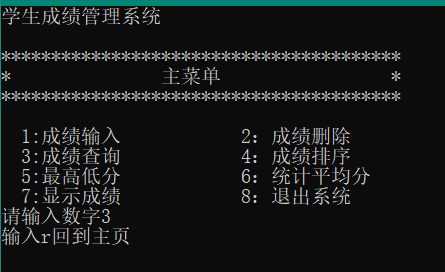 学生成绩管理系统
****************************************
*               主菜单                 *
****************************************
1:成绩输入            2: 成绩删除
3:成绩查询            4: 成绩排序
5:最高低分            6: 统计平均分
7:显示成绩            8: 退出系统
请输入数字3
输入r回到主页